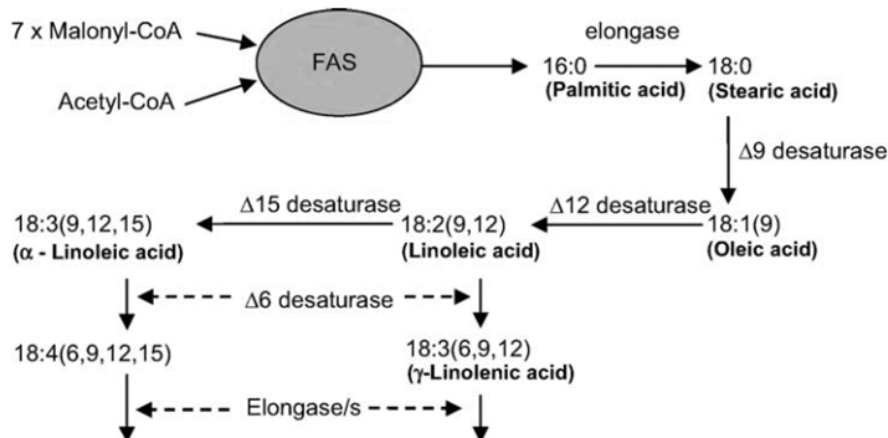 7 x Malonyl-CoA
Acetyl-CoA
FAS
elongase
16:0
(Palmitic acid)
18:0
(Stearic acid)
Δ9 desaturase
Δ15 desaturase
Δ12 desaturase
18:3(9,12,15)
(α - Linoleic acid)
18:2(9,12)
(Linoleic acid)
18:1(9)
(Oleic acid)
Δ6 desaturase
18:4(6,9,12,15)
18:3(6,9,12)
(γ-Linolenic acid)
Elongase/s